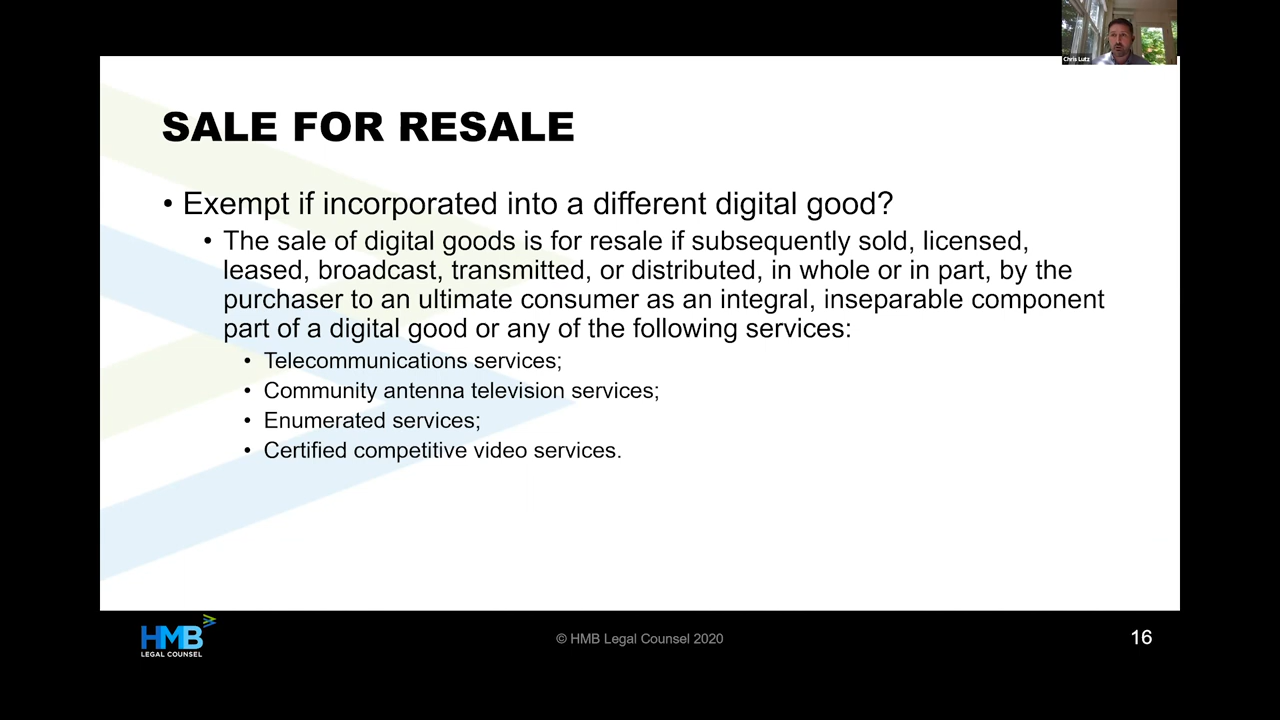 Chris Lutz
SALE FOR RESALE
• Exempt if incorporated into a different digital good?
• The sale of digital goods is for resale if subsequently sold, licensed,
leased, broadcast, transmitted, or distributed, in whole or in part, by the
purchaser to an ultimate consumer as an integral, inseparable component
part of a digital good or any of the following services:
• Telecommunications services;
• Community antenna television services;
• Enumerated services;
• Certified competitive video services.
HMB
LEGAL COUNSEL
© HMB Legal Counsel 2020
16